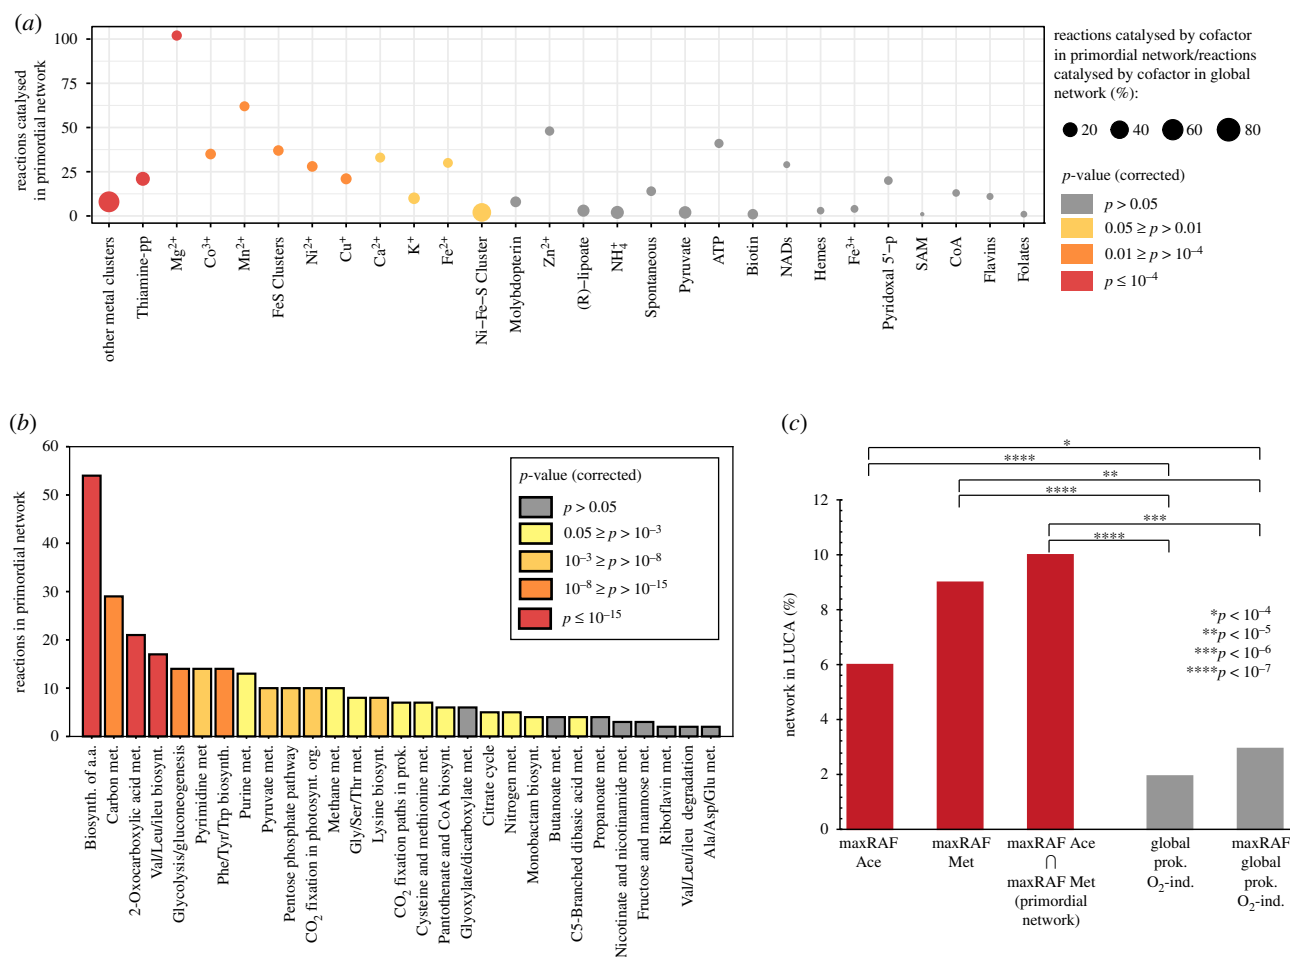 (a)
100
75
50
25
0
reactions catalysed
in primordial network
other metal clusters
Thiamine-pp
Mg2+
Co3+
Mn2+
FeS Clusters
Ni2+
Cu+
Ca2+
K+
Fe2+
Ni–Fe–S Cluster
Molybdopterin
Zn2+
(R)–lipoate
NH4+
Spontaneous
Pyruvate
ATP
Biotin
NADs
Hemes
Fe3+
Pyridoxal 5'–p
SAM
CoA
Flavins
Folates
reactions catalysed by cofactor
in primordial network/reactions
catalysed by cofactor in global
network (%):
20 40 60 80
p-value (corrected)
p > 0.05
0.05 ≥ p > 0.01
0.01 ≥ p > 10–4
p ≤ 10–4
(b)
60
50
40
30
20
10
0
reactions in primordial network
p-value (corrected)
p > 0.05
0.05 ≥ p > 10–3
10–3 ≥ p > 10–8
10–8 ≥ p > 10–15
p ≤ 10–15
Biosynth. of a.a.
Carbon met.
2-Oxocarboxylic acid met.
Val/Leu/ileu biosynt.
Glycolysis/gluconeogenesis
Pyrimidine met
Phe/Tyr/Trp biosynth.
Purine met.
Pyruvate met.
Pentose phosphate pathway
CO2 fixation in photosynt. org.
Methane met.
Gly/Ser/Thr met.
Lysine biosynt.
CO2 fixation paths in prok.
Cysteine and methionine met.
Pantothenate and CoA biosynt.
Glyoxylate/dicarboxylate met.
Citrate cycle
Nitrogen met.
Monobactam biosynt.
Butanoate met.
C5-Branched dibasic acid met.
Propanoate met.
Nicotinate and nicotinamide met.
Fructose and mannose met.
Riboflavin met.
Val/Leu/ileu degradation
Ala/Asp/Glu met.
(c)
*
****
**
****
***
****
12
10
8
6
4
2
0
network in LUCA (%)
*p < 10–4
**p < 10–5
***p < 10–6
****p < 10–7
maxRAF
Ace
maxRAF
Met
maxRAF Ace
∩
maxRAF Met
(primordial
network)
global
prok.
O2-ind.
maxRAF
global
prok.
O2-ind.